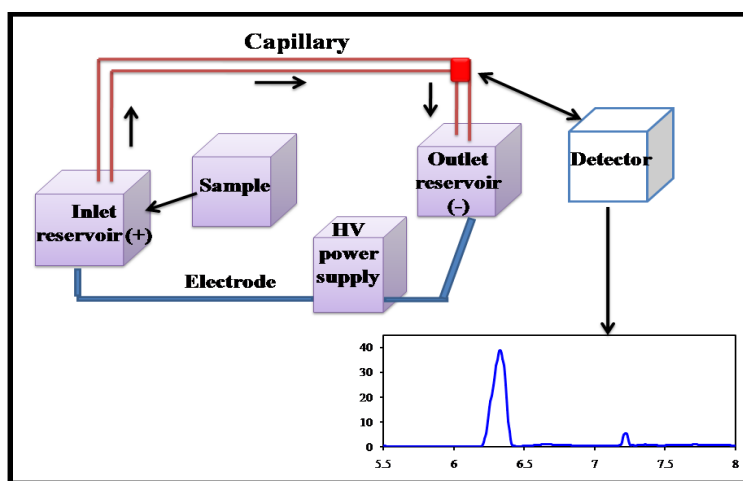 Capillary
Sample
Inlet
reservoir (+)
Outlet
reservoir
(-)
Detector
HV
power
supply
Electrode
40
30
20
10
0
5.5 6 6.5 7 7.5 8